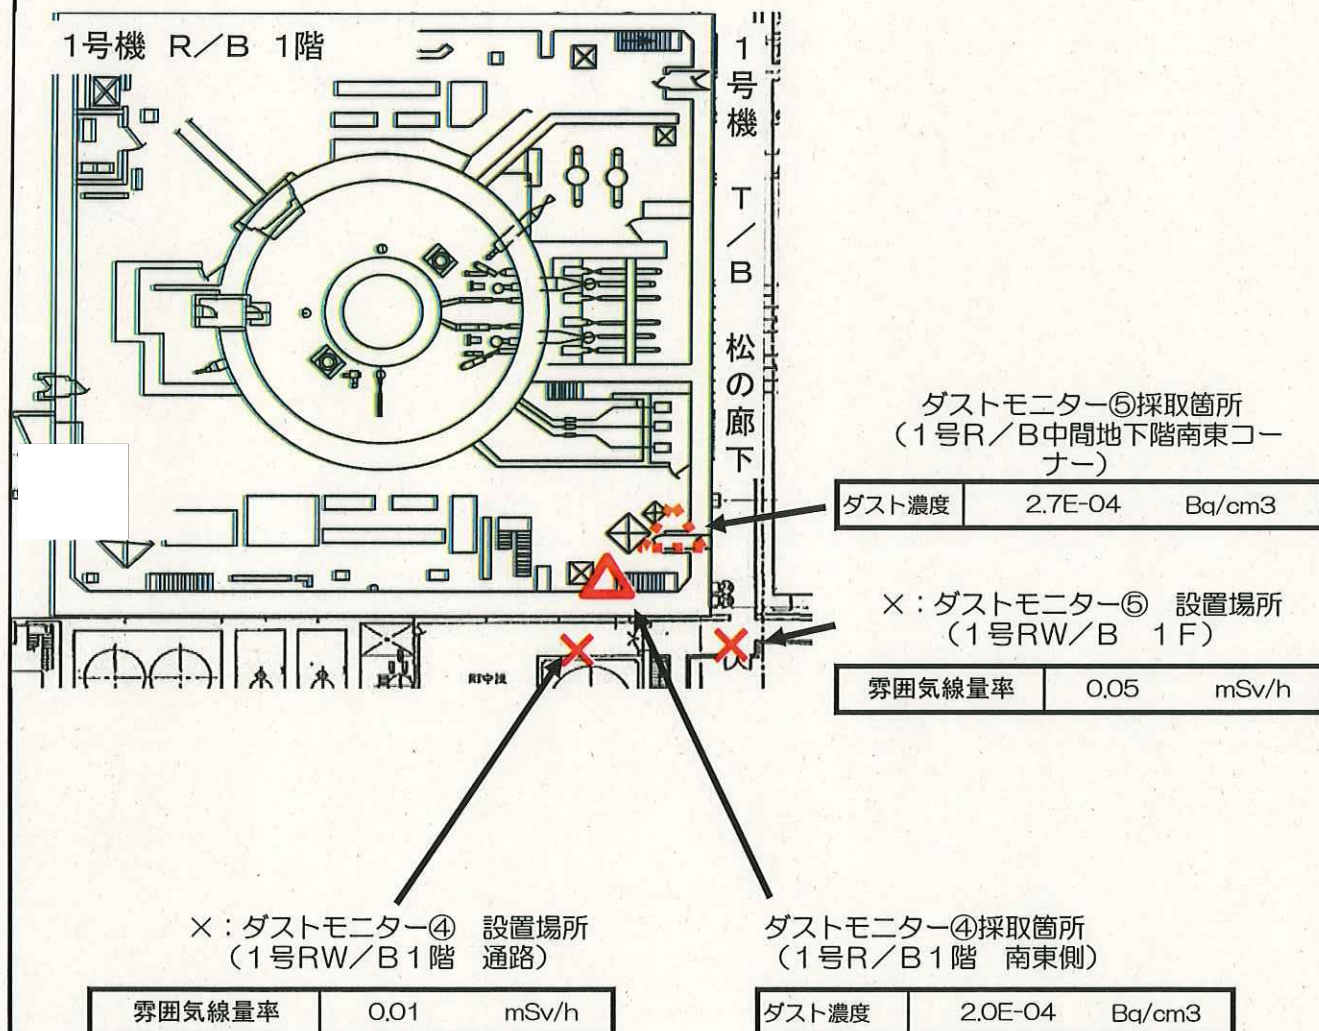 1号機 R／B 1階
1号機 T／B 松の廊下
ダストモニター⑤採取箇所
（1号R／B中間地下階南東コー
ナー）
ダスト濃度 2.7E-04 Bq/cm3
×：ダストモニター⑤ 設置場所
（1号RW／B 1F）
雰囲気線量率 0.05 mSv/h
×：ダストモニター④ 設置場所
（1号RW／B1階 通路）
雰囲気線量率 0.01 mSv/h
ダストモニター④採取箇所
（1号R／B1階 南東側）
ダスト濃度 2.0E-04 Bq/cm3